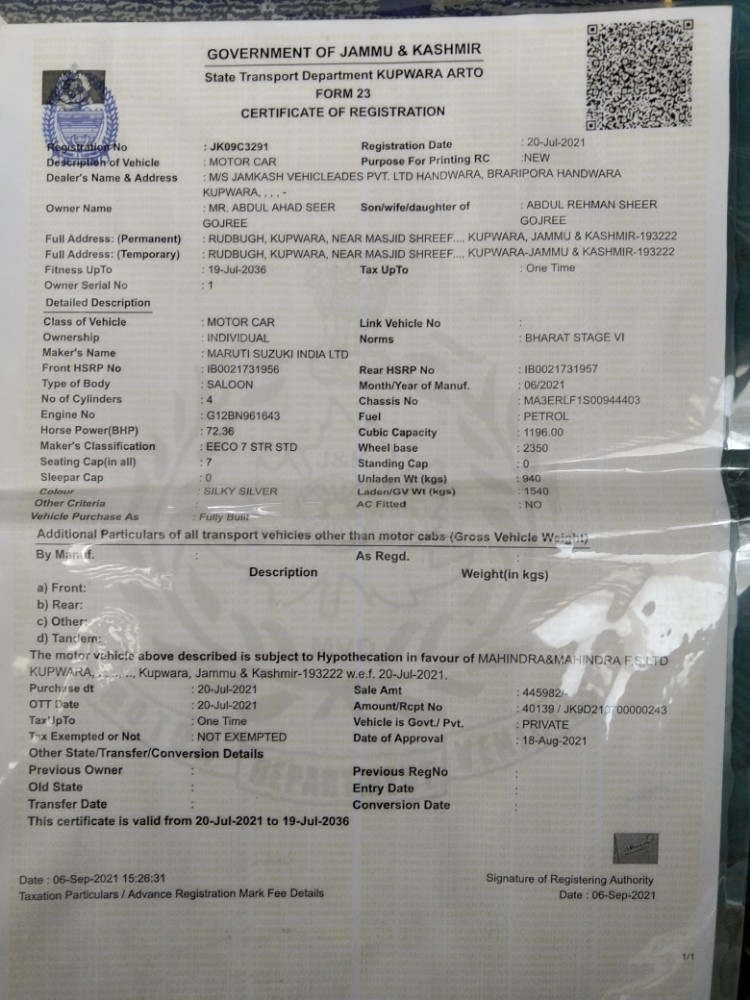 GOVERNMENT OF JAMMU & KASHMIR
State Transport Department KUPWARA ARTO
FORM 23
CERTIFICATE OF REGISTRATION
Registration No : JK09C3291 Registration Date : 20-Jul-2021
Description of Vehicle : MOTOR CAR Purpose For Printing RC :NEW
Dealer's Name & Address : M/S JAMKASH VEHICLEADES PVT. LTD HANDWARA, BRARIPORA HANDWARA
KUPWARA, , , , -
Owner Name : MR. ABDUL AHAD SEER Son/wife/daughter of : ABDUL REHMAN SHEER
GOJREE GOJREE
Full Address: (Permanent) : RUDBUGH, KUPWARA, NEAR MASJID SHREEF..., KUPWARA, JAMMU & KASHMIR-193222
Full Address: (Temporary) : RUDBUGH, KUPWARA, NEAR MASJID SHREEF..., KUPWARA-JAMMU & KASHMIR-193222
Fitness UpTo : 19-Jul-2036 Tax UpTo : One Time
Owner Serial No : 1
Detailed Description
Class of Vehicle : MOTOR CAR Link Vehicle No :
Ownership : INDIVIDUAL Norms : BHARAT STAGE VI
Maker's Name : MARUTI SUZUKI INDIA LTD
Front HSRP No : IB0021731956 Rear HSRP No : IB0021731957
Type of Body : SALOON Month/Year of Manuf. : 06/2021
No of Cylinders : 4 Chassis No : MA3ERLF1S00944403
Engine No : G12BN961643 Fuel : PETROL
Horse Power(BHP) : 72.36 Cubic Capacity : 1196.00
Maker's Classification : EECO 7 STR STD Wheel base : 2350
Seating Cap(in all) : 7 Standing Cap : 0
Sleepar Cap : 0 Unladen Wt (kgs) : 940
Colour : SILKY SILVER Laden/GV Wt (kgs) : 1540
Other Criteria : AC Fitted : NO
Vehicle Purchase As : Fully Built
Additional Particulars of all transport vehicles other than motor cabs (Gross Vehicle Weight)
By Manuf. : As Regd. :
Description Weight(in kgs)
a) Front:
b) Rear:
c) Other:
d) Tandem:
The motor vehicle above described is subject to Hypothecation in favour of MAHINDRA&MAHINDRA F.S.LTD
KUPWARA, , , , ..., Kupwara, Jammu & Kashmir-193222 w.e.f. 20-Jul-2021.
Purchase dt : 20-Jul-2021 Sale Amt : 445982/-
OTT Date : 20-Jul-2021 Amount/Rcpt No : 40139 / JK9D210700000243
Tax UpTo : One Time Vehicle is Govt./ Pvt. : PRIVATE
Tax Exempted or Not : NOT EXEMPTED Date of Approval : 18-Aug-2021
Other State/Transfer/Conversion Details
Previous Owner : Previous RegNo :
Old State : Entry Date :
Transfer Date : Conversion Date :
This certificate is valid from 20-Jul-2021 to 19-Jul-2036
Date : 06-Sep-2021 15:26:31 Signature of Registering Authority
Taxation Particulars / Advance Registration Mark Fee Details Date : 06-Sep-2021
1/1